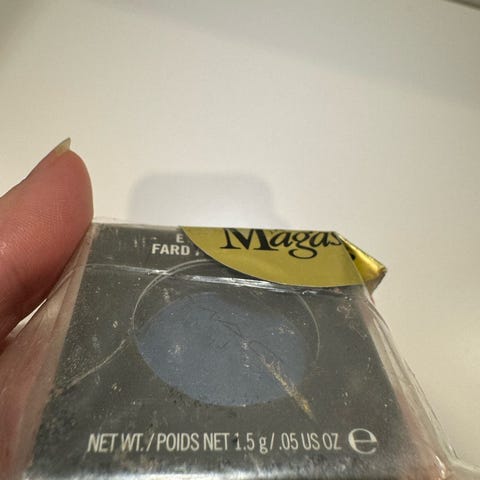 Magas
E
FARD
NET WT./POIDS NET 1.5 g/.05 US OZ ℮